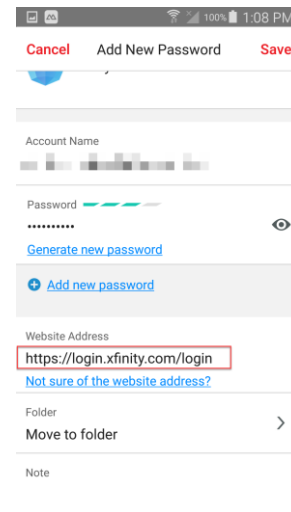 100% 1:08 PM
Cancel Add New Password Save
Account Name
Password
••••••••••
Generate new password
Add new password
Website Address
https://login.xfinity.com/login
Not sure of the website address?
Folder
Move to folder
Note